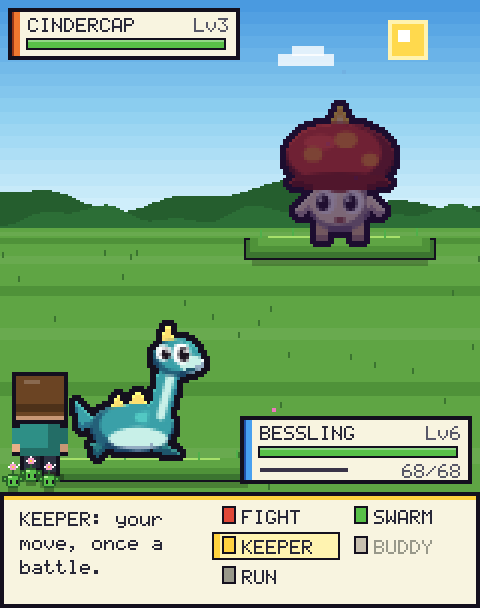 CINDERCAP Lv3
BESSLING Lv6
68/68
KEEPER: your
move, once a
battle.
FIGHT
SWARM
KEEPER
BUDDY
RUN